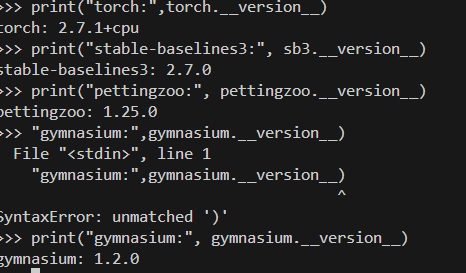 >>> print("torch:",torch.__version__)
torch: 2.7.1+cpu
>>> print("stable-baselines3:", sb3.__version__)
stable-baselines3: 2.7.0
>>> print("pettingzoo:", pettingzoo.__version__)
pettingzoo: 1.25.0
>>> "gymnasium:",gymnasium.__version__)
  File "<stdin>", line 1
    "gymnasium:",gymnasium.__version__)
                                      ^
SyntaxError: unmatched ')'
>>> print("gymnasium:", gymnasium.__version__)
gymnasium: 1.2.0